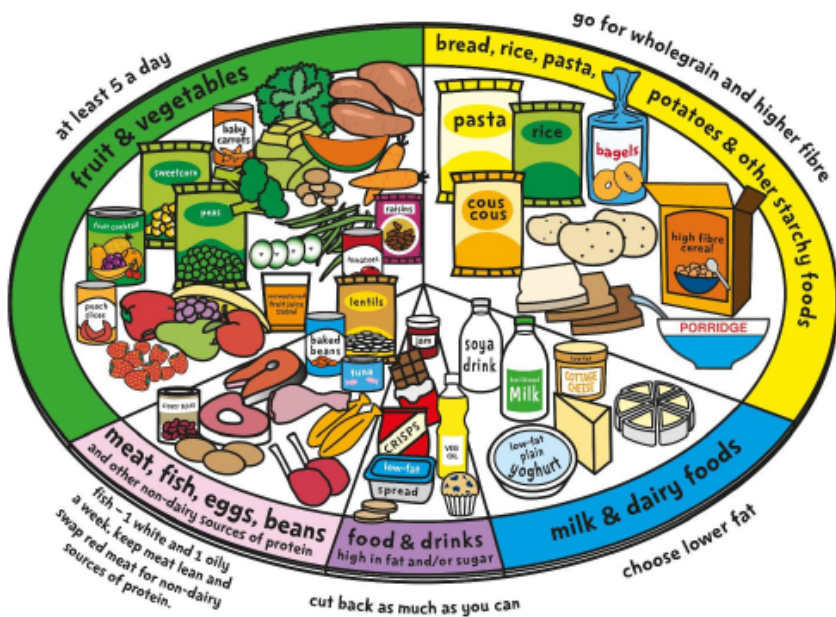 at least 5 a day
fruit & vegetables
go for wholegrain and higher fibre
bread, rice, pasta,
potatoes & other starchy foods
baby
carrots
sweetcorn
peas
fruit cocktail
peach
slices
raisins
tomatoes
unsweetened
fruit juice
lentils
baked
beans
tuna
pasta
rice
bagels
cous
cous
high fibre
cereal
PORRIDGE
jam
soya
drink
Milk
low-fat
COTTAGE
CHEESE
low-fat
plain
yoghurt
CRISPS
VEG
OIL
low-fat
spread
meat, fish, eggs, beans
and other non-dairy sources of protein
food & drinks
high in fat and/or sugar
milk & dairy foods
fish – 1 white and 1 oily
a week, keep meat lean and
swap red meat for non-dairy
sources of protein.
cut back as much as you can
choose lower fat